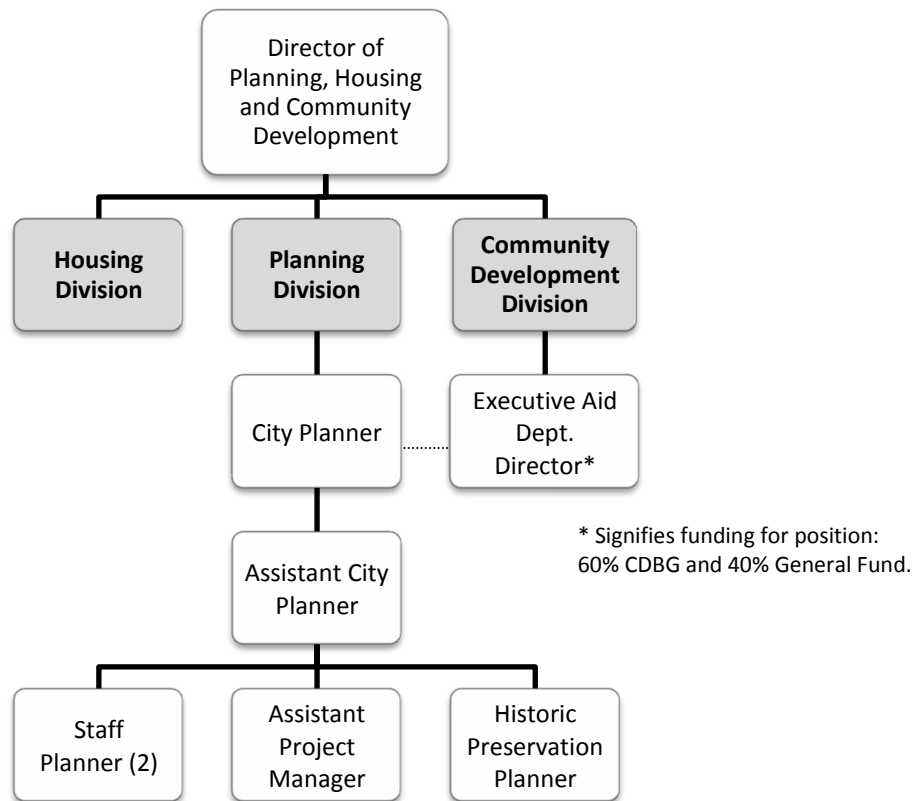 Director of
Planning, Housing
and Community
Development
Housing
Division
Planning
Division
Community
Development
Division
City Planner
Executive Aid
Dept.
Director*
* Signifies funding for position:
60% CDBG and 40% General Fund.
Assistant City
Planner
Staff
Planner (2)
Assistant
Project
Manager
Historic
Preservation
Planner